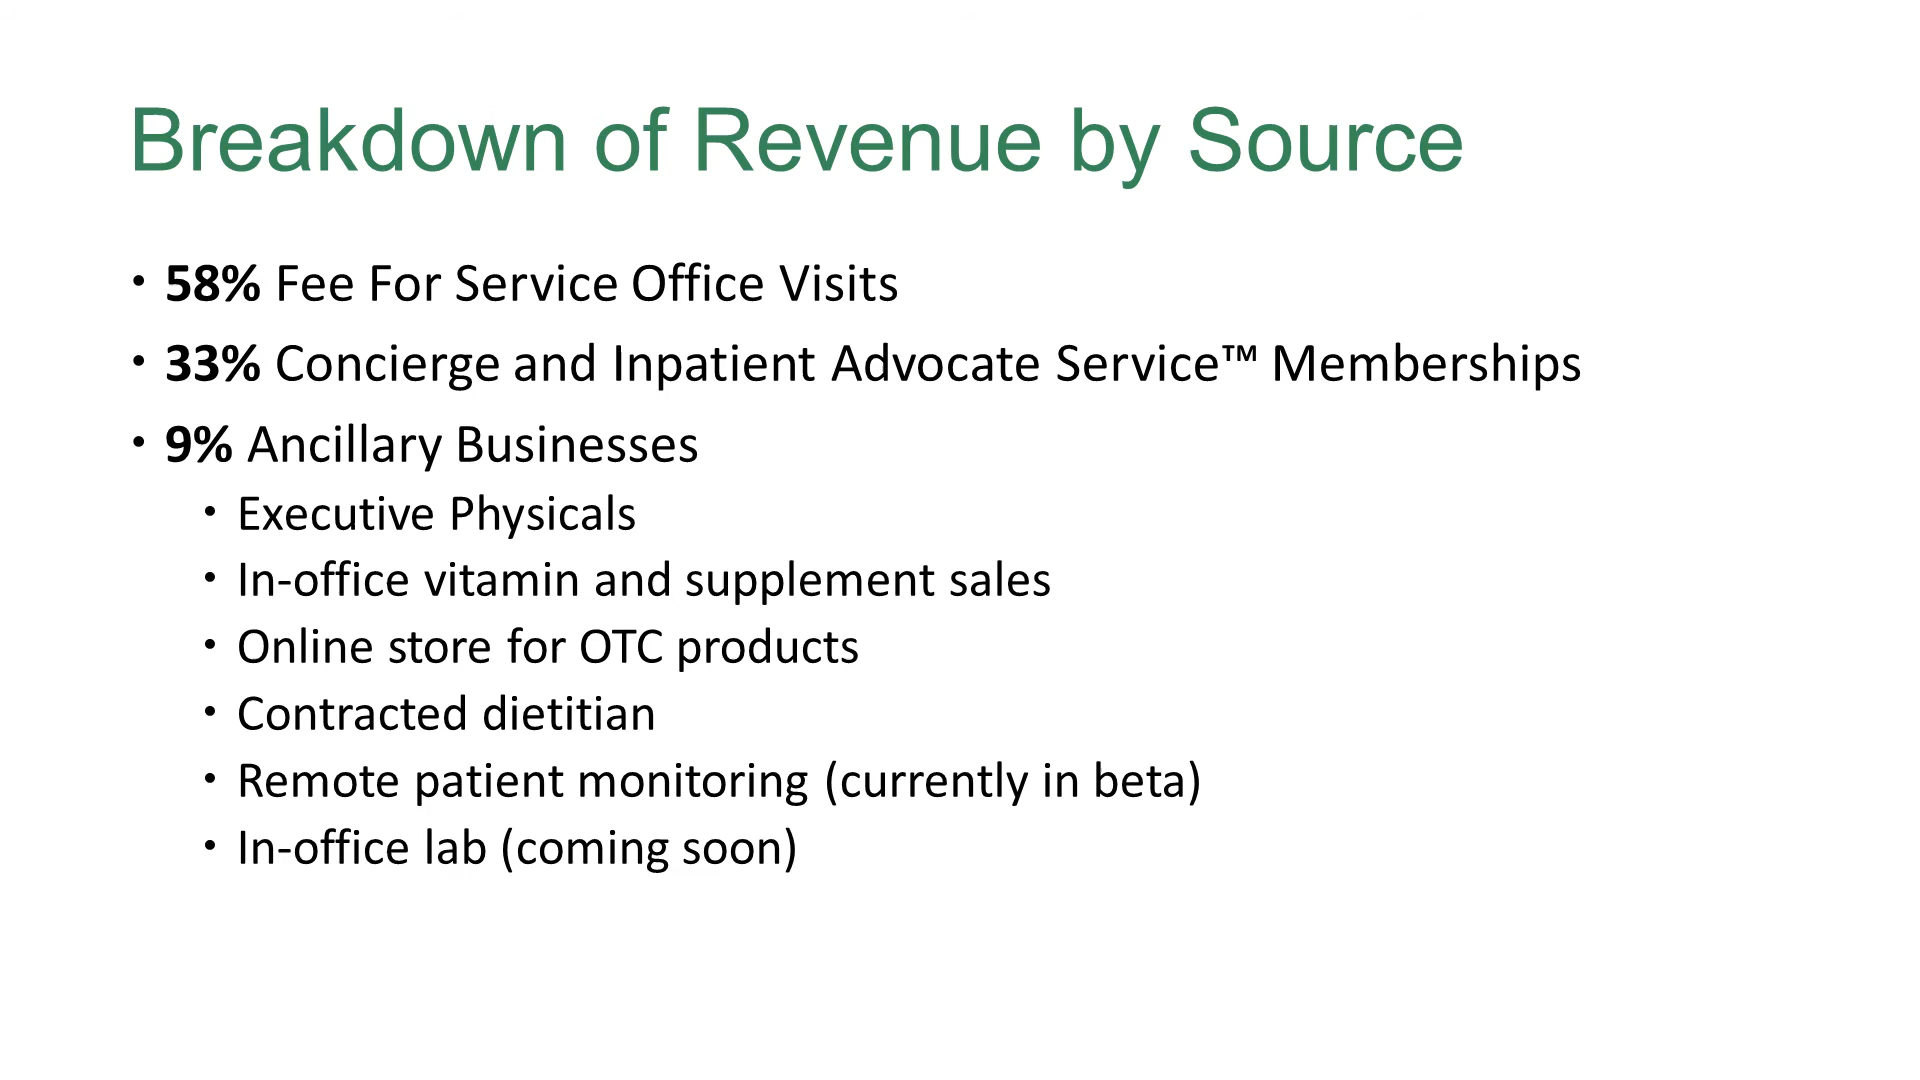 Breakdown of Revenue by Source
• 58% Fee For Service Office Visits
• 33% Concierge and Inpatient Advocate Service™ Memberships
• 9% Ancillary Businesses
• Executive Physicals
• In-office vitamin and supplement sales
• Online store for OTC products
• Contracted dietitian
• Remote patient monitoring (currently in beta)
• In-office lab (coming soon)